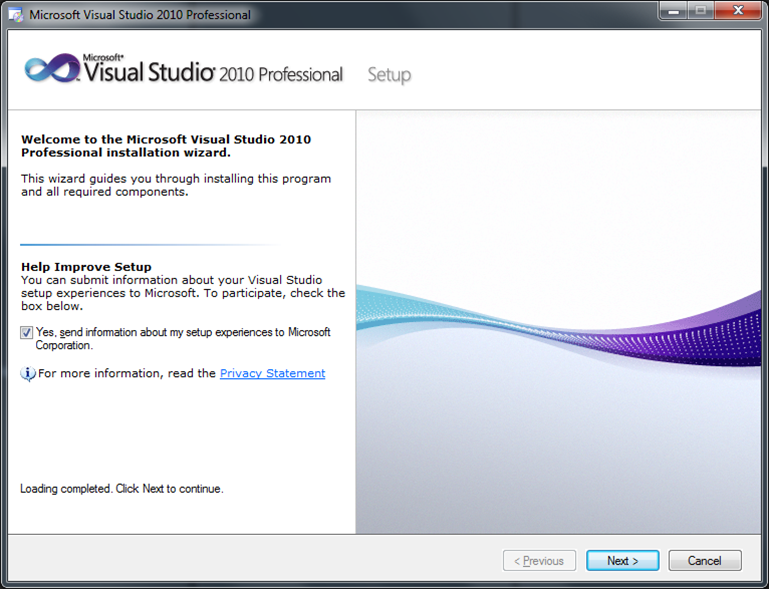 Microsoft Visual Studio 2010 Professional
Microsoft®
Visual Studio® 2010 Professional Setup
Welcome to the Microsoft Visual Studio 2010
Professional installation wizard.
This wizard guides you through installing this program
and all required components.
Help Improve Setup
You can submit information about your Visual Studio
setup experiences to Microsoft. To participate, check the
box below.
Yes, send information about my setup experiences to Microsoft
Corporation.
For more information, read the Privacy Statement
Loading completed. Click Next to continue.
< Previous Next > Cancel